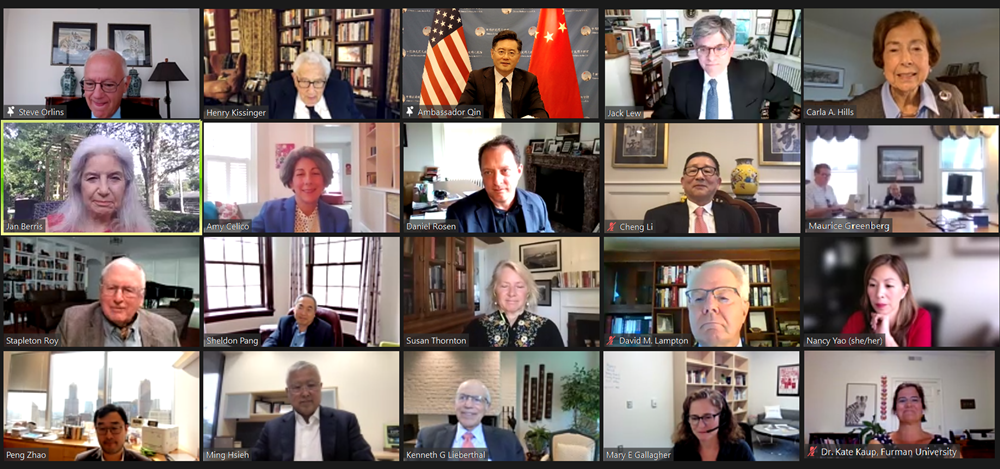 Steve Orlins
Henry Kissinger
Ambassador Qin
Jack Lew
Carla A. Hills
Jan Berris
Amy Celico
Daniel Rosen
Cheng Li
Maurice Greenberg
Stapleton Roy
Sheldon Pang
Susan Thornton
David M. Lampton
Nancy Yao (she/her)
Peng Zhao
Ming Hsieh
Kenneth G Lieberthal
Mary E Gallagher
Dr. Kate Kaup, Furman University